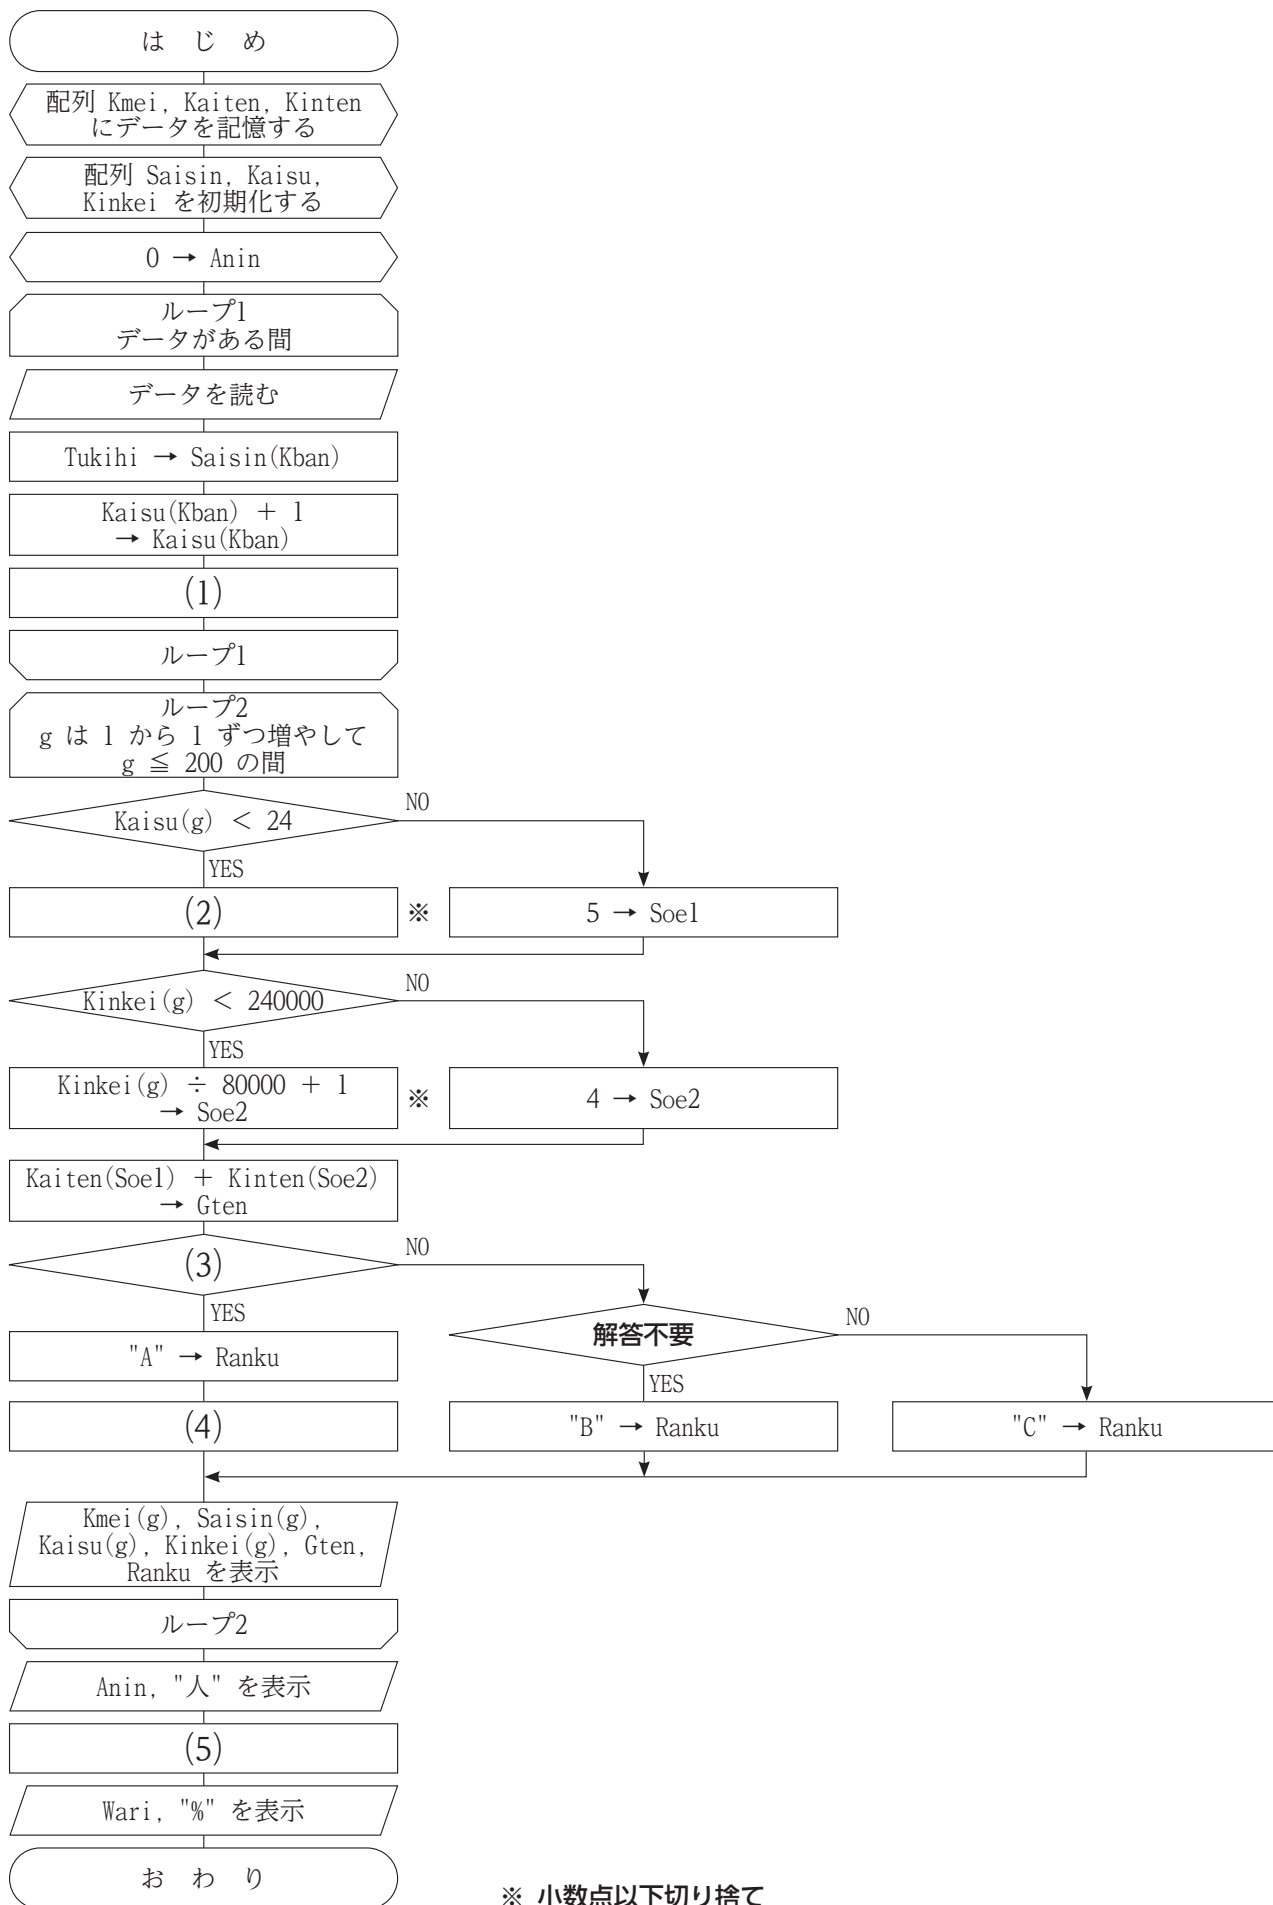 は じ め
配列 Kmei, Kaiten, Kinten
にデータを記憶する
配列 Saisin, Kaisu,
Kinkei を初期化する
0 → Anin
ループ1
データがある間
データを読む
Tukihi → Saisin(Kban)
Kaisu(Kban) + 1
→ Kaisu(Kban)
(1)
ループ1
ループ2
g は 1 から 1 ずつ増やして
g ≦ 200 の間
Kaisu(g) < 24
NO
YES
(2)
※
5 → Soe1
Kinkei(g) < 240000
NO
YES
Kinkei(g) ÷ 80000 + 1
→ Soe2
※
4 → Soe2
Kaiten(Soe1) + Kinten(Soe2)
→ Gten
(3)
NO
YES
解答不要
NO
YES
"A" → Ranku
(4)
"B" → Ranku
"C" → Ranku
Kmei(g), Saisin(g),
Kaisu(g), Kinkei(g), Gten,
Ranku を表示
ループ2
Anin, "人" を表示
(5)
Wari, "%" を表示
お わ り
※ 小数点以下切り捨て